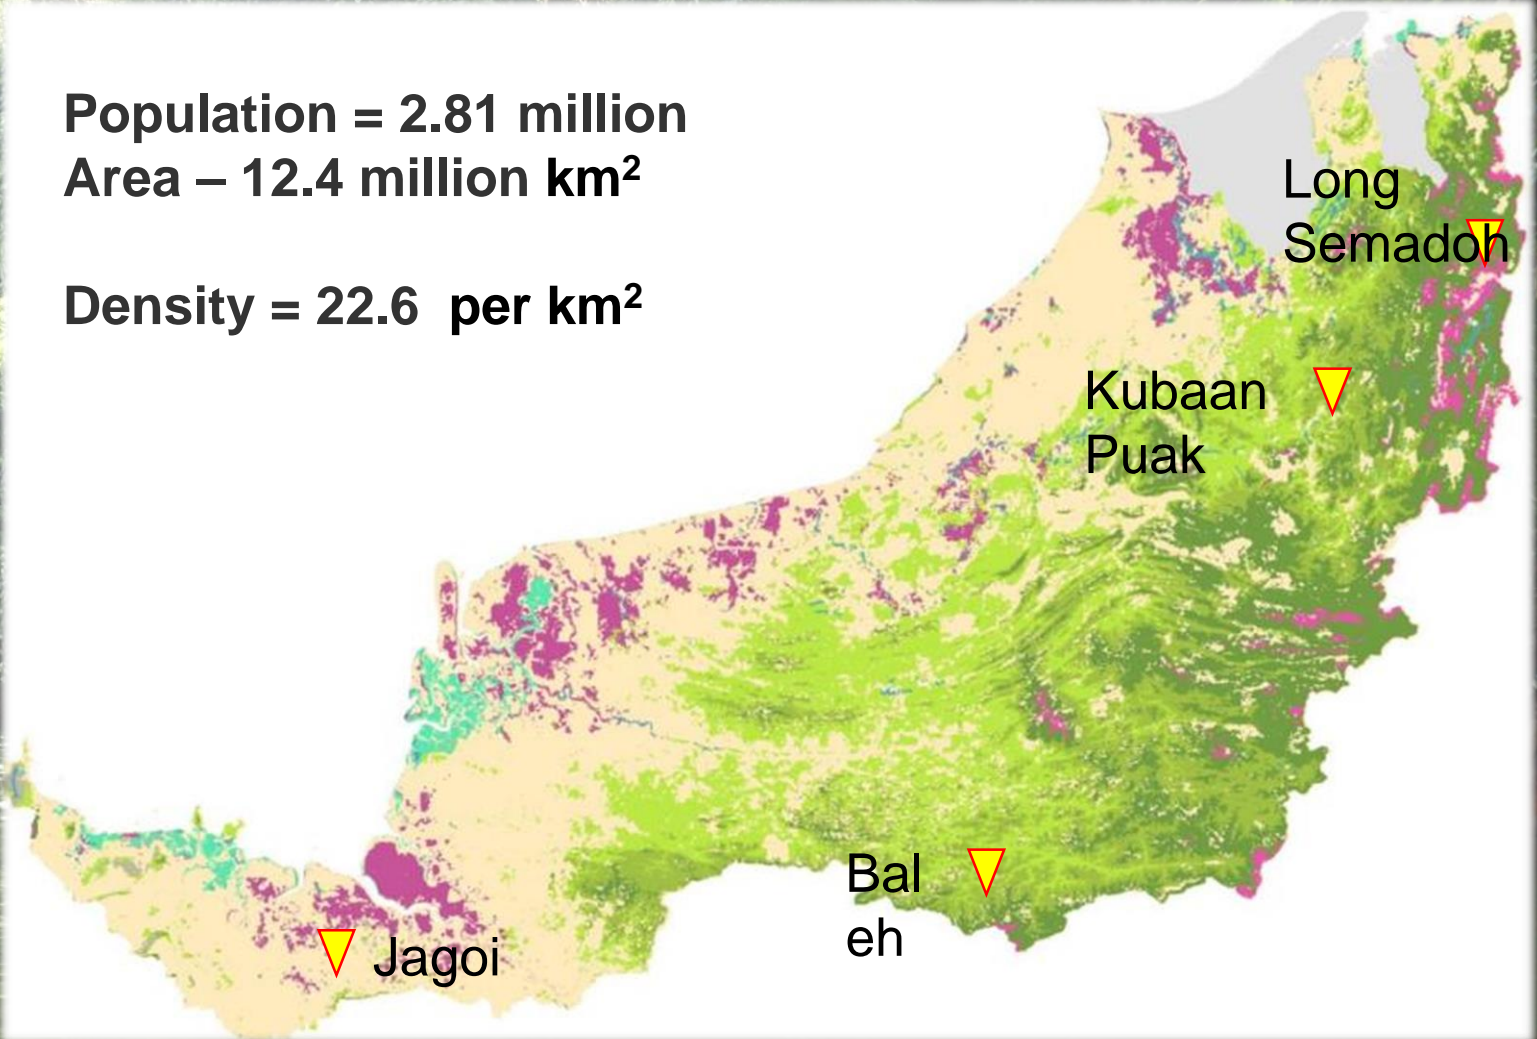 Population = 2.81 million
Area – 12.4 million km²
Density = 22.6 per km²
Long
Semadoh
Kubaan
Puak
Bal
eh
Jagoi